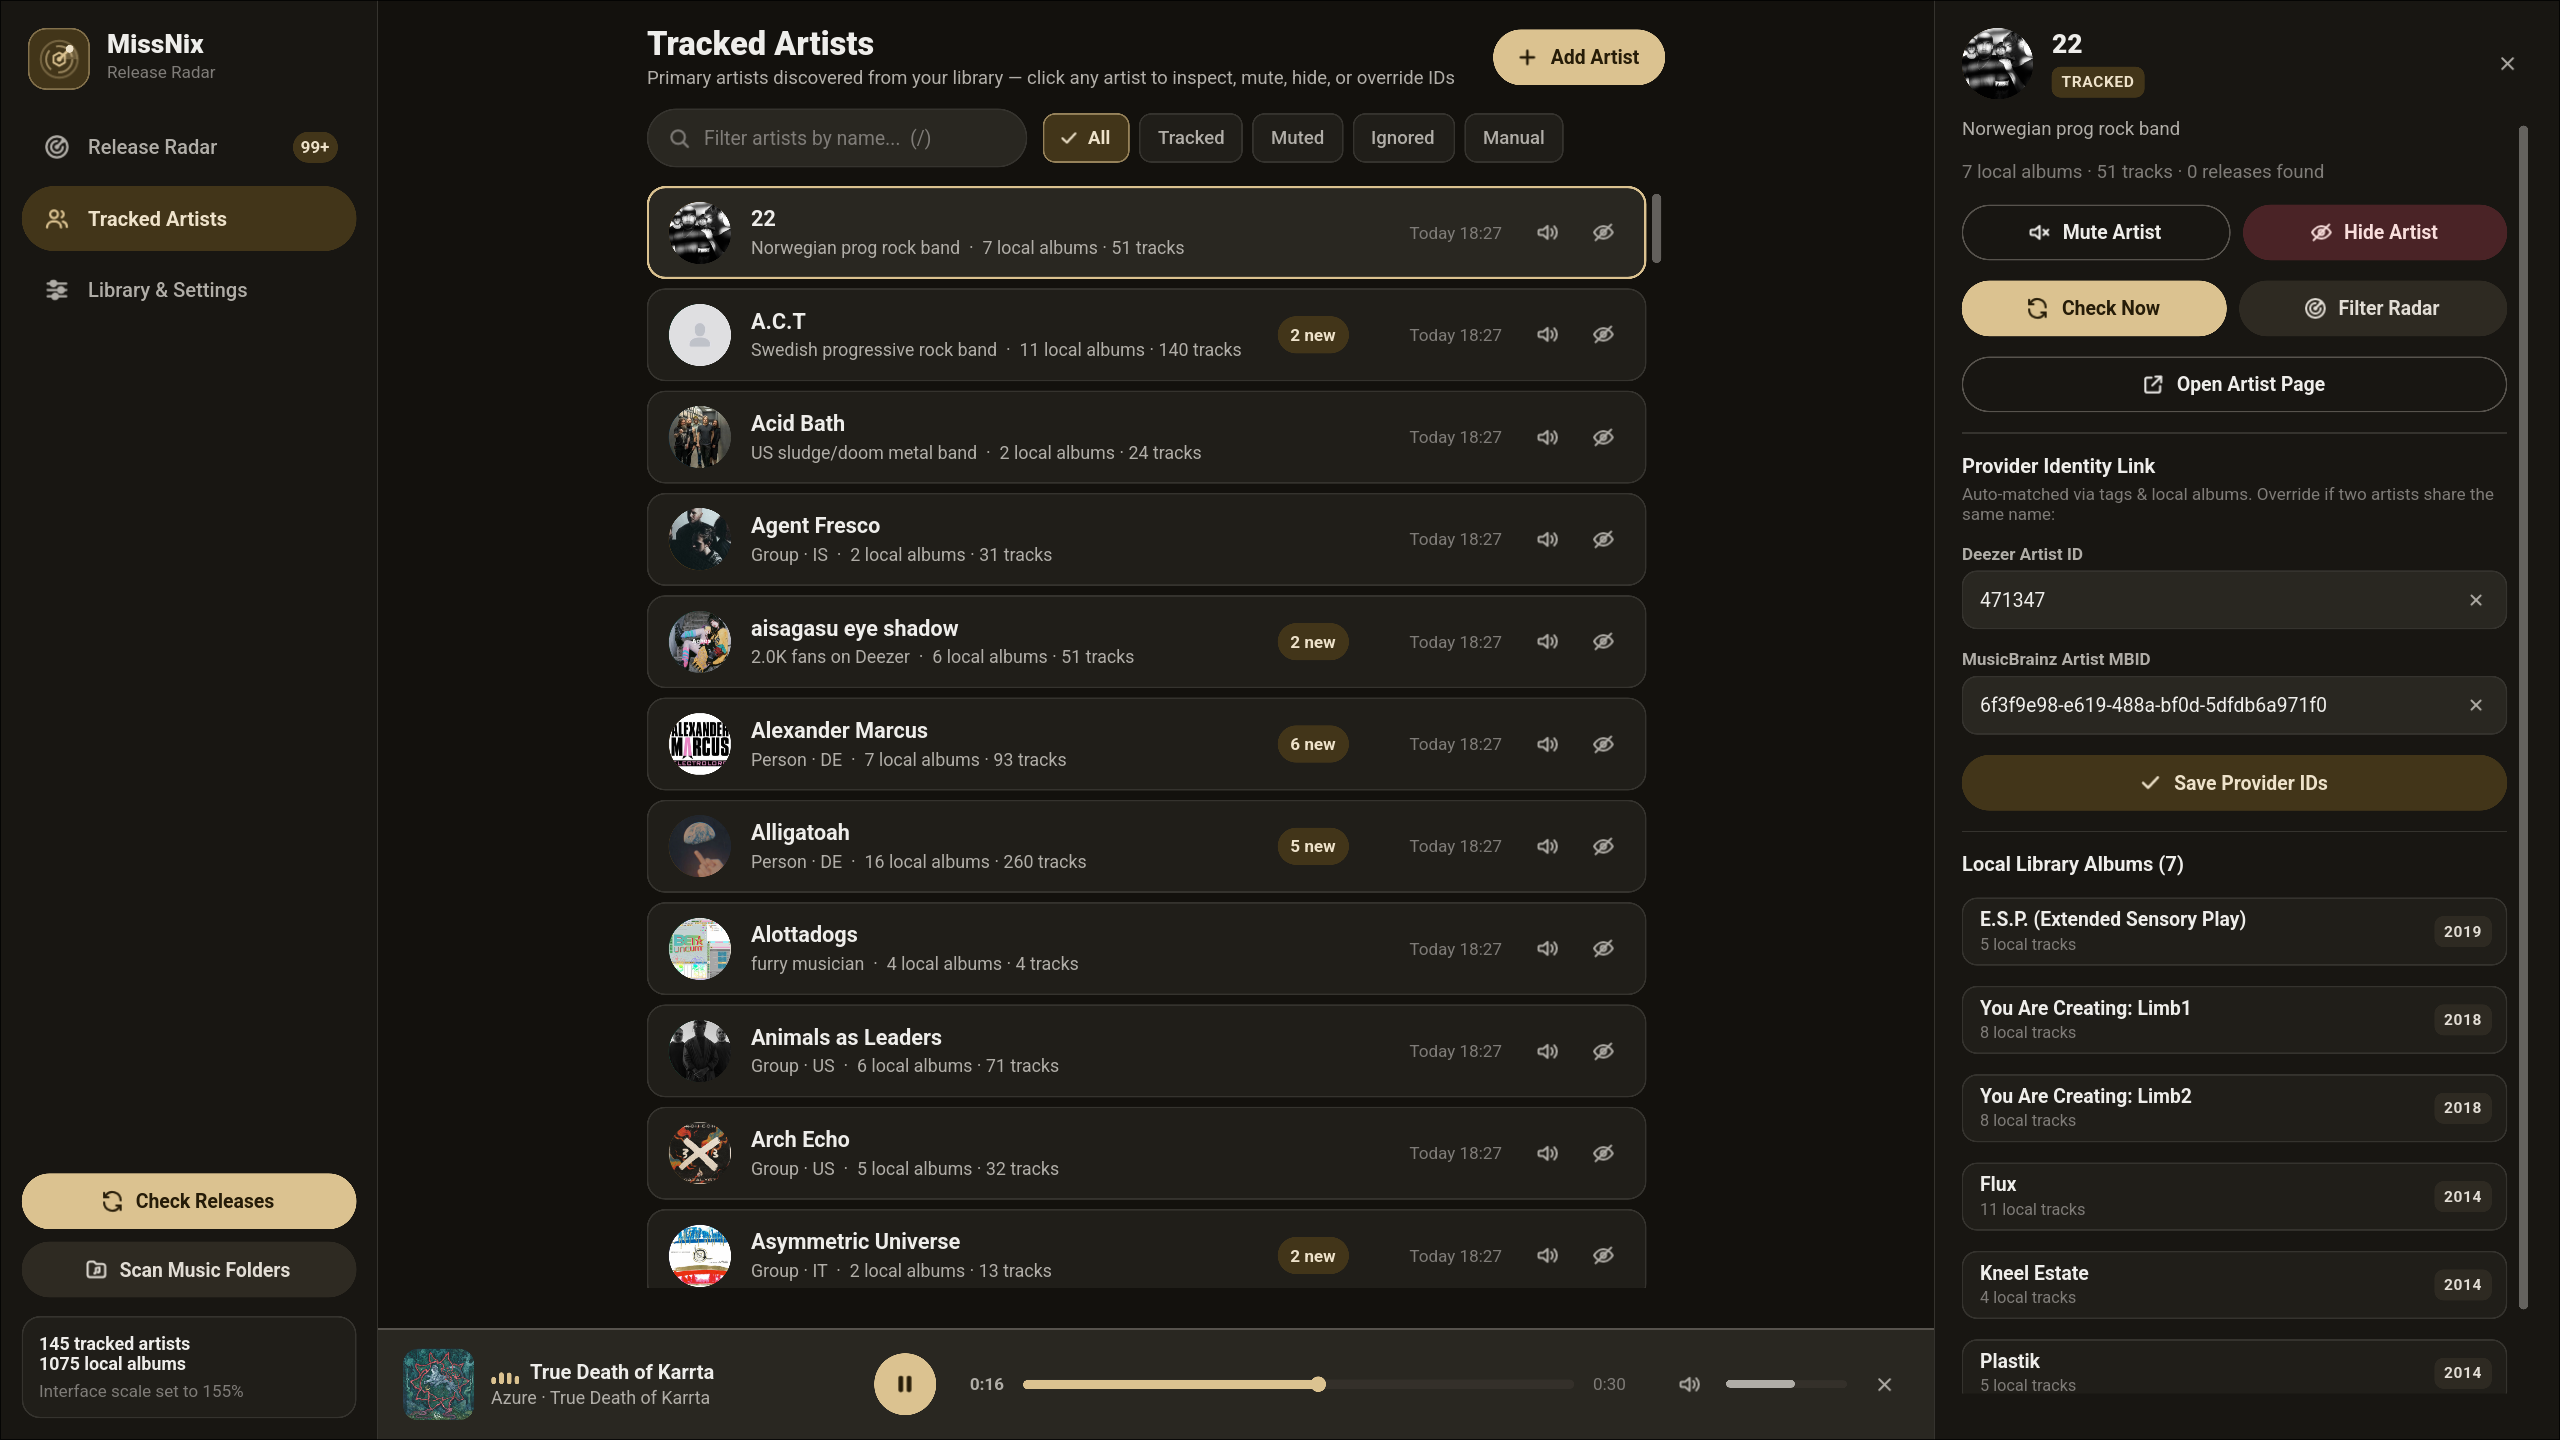 MissNix
Release Radar
Release Radar
99+
Tracked Artists
Library & Settings
Check Releases
Scan Music Folders
145 tracked artists
1075 local albums
Interface scale set to 155%
Tracked Artists
Primary artists discovered from your library — click any artist to inspect, mute, hide, or override IDs
Add Artist
Filter artists by name... (/)
All
Tracked
Muted
Ignored
Manual
22
Norwegian prog rock band · 7 local albums · 51 tracks
Today 18:27
A.C.T
Swedish progressive rock band · 11 local albums · 140 tracks
2 new
Today 18:27
Acid Bath
US sludge/doom metal band · 2 local albums · 24 tracks
Today 18:27
Agent Fresco
Group · IS · 2 local albums · 31 tracks
Today 18:27
aisagasu eye shadow
2.0K fans on Deezer · 6 local albums · 51 tracks
2 new
Today 18:27
ALEXANDER
MARCUS
Alexander Marcus
Person · DE · 7 local albums · 93 tracks
6 new
Today 18:27
Alligatoah
Person · DE · 16 local albums · 260 tracks
5 new
Today 18:27
Alottadogs
furry musician · 4 local albums · 4 tracks
Today 18:27
Animals as Leaders
Group · US · 6 local albums · 71 tracks
Today 18:27
Arch Echo
Group · US · 5 local albums · 32 tracks
Today 18:27
Asymmetric Universe
Group · IT · 2 local albums · 13 tracks
2 new
Today 18:27
True Death of Karrta
Azure · True Death of Karrta
0:16
0:30
22
TRACKED
Norwegian prog rock band
7 local albums · 51 tracks · 0 releases found
Mute Artist
Hide Artist
Check Now
Filter Radar
Open Artist Page
Provider Identity Link
Auto-matched via tags & local albums. Override if two artists share the
same name:
Deezer Artist ID
471347
MusicBrainz Artist MBID
6f3f9e98-e619-488a-bf0d-5dfdb6a971f0
Save Provider IDs
Local Library Albums (7)
E.S.P. (Extended Sensory Play)
5 local tracks
2019
You Are Creating: Limb1
8 local tracks
2018
You Are Creating: Limb2
8 local tracks
2018
Flux
11 local tracks
2014
Kneel Estate
4 local tracks
2014
Plastik
5 local tracks
2014